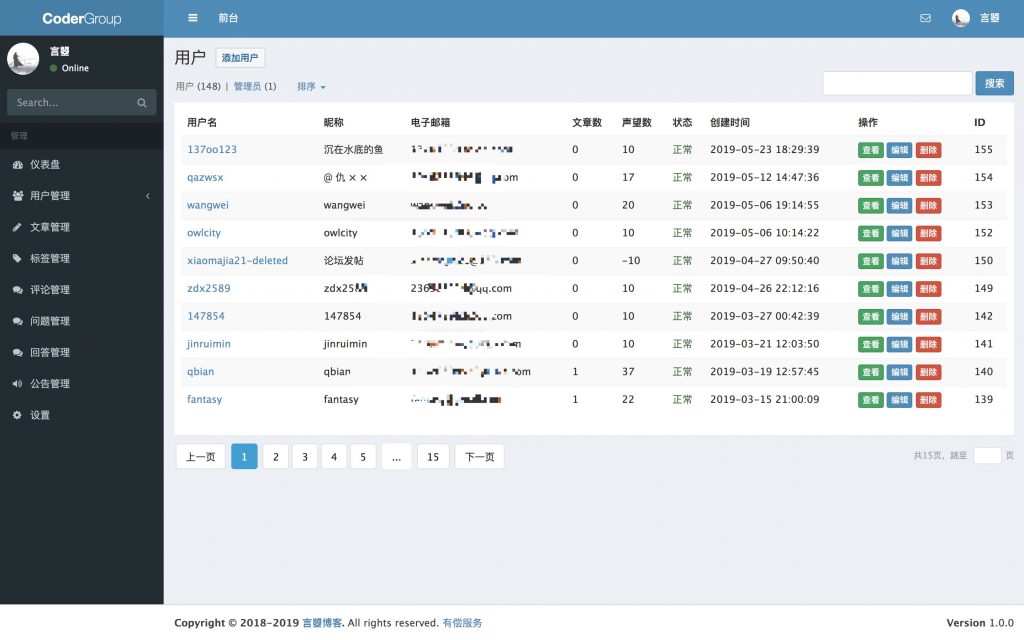 CoderGroup 前台 言曌
言曌
Online
Search...
管理
仪表盘
用户管理
文章管理
标签管理
评论管理
问题管理
回答管理
公告管理
设置
用户 添加用户
用户 (148) | 管理员 (1) 排序
搜索
用户名 昵称 电子邮箱 文章数 声望数 状态 创建时间 操作 ID
137oo123 沉在水底的鱼 0 10 正常 2019-05-23 18:29:39 查看 编辑 删除 155
qazwsx @ 仇 × × 0 17 正常 2019-05-12 14:47:36 查看 编辑 删除 154
wangwei wangwei 0 20 正常 2019-05-06 19:14:55 查看 编辑 删除 153
owlcity owlcity 0 10 正常 2019-05-06 10:14:22 查看 编辑 删除 152
xiaomajia21-deleted 论坛发帖 0 -10 正常 2019-04-27 09:50:40 查看 编辑 删除 150
zdx2589 qq.com 0 10 正常 2019-04-26 22:12:16 查看 编辑 删除 149
147854 147854 com 0 10 正常 2019-03-27 00:42:39 查看 编辑 删除 142
jinruimin jinruimin 0 10 正常 2019-03-21 12:03:50 查看 编辑 删除 141
qbian qbian 1 37 正常 2019-03-19 12:57:45 查看 编辑 删除 140
fantasy fantasy 1 22 正常 2019-03-15 21:00:09 查看 编辑 删除 139
上一页 1 2 3 4 5 ... 15 下一页 共15页, 跳至 页
Copyright © 2018-2019 言曌博客. All rights reserved. 有偿服务 Version 1.0.0